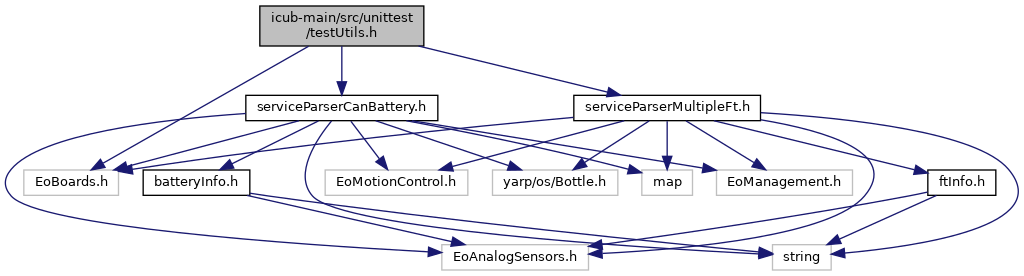 icub-main/src/unittest
/testUtils.h
serviceParserCanBattery.h
serviceParserMultipleFt.h
EoBoards.h
batteryInfo.h
EoMotionControl.h
yarp/os/Bottle.h
map
EoManagement.h
ftInfo.h
EoAnalogSensors.h
string